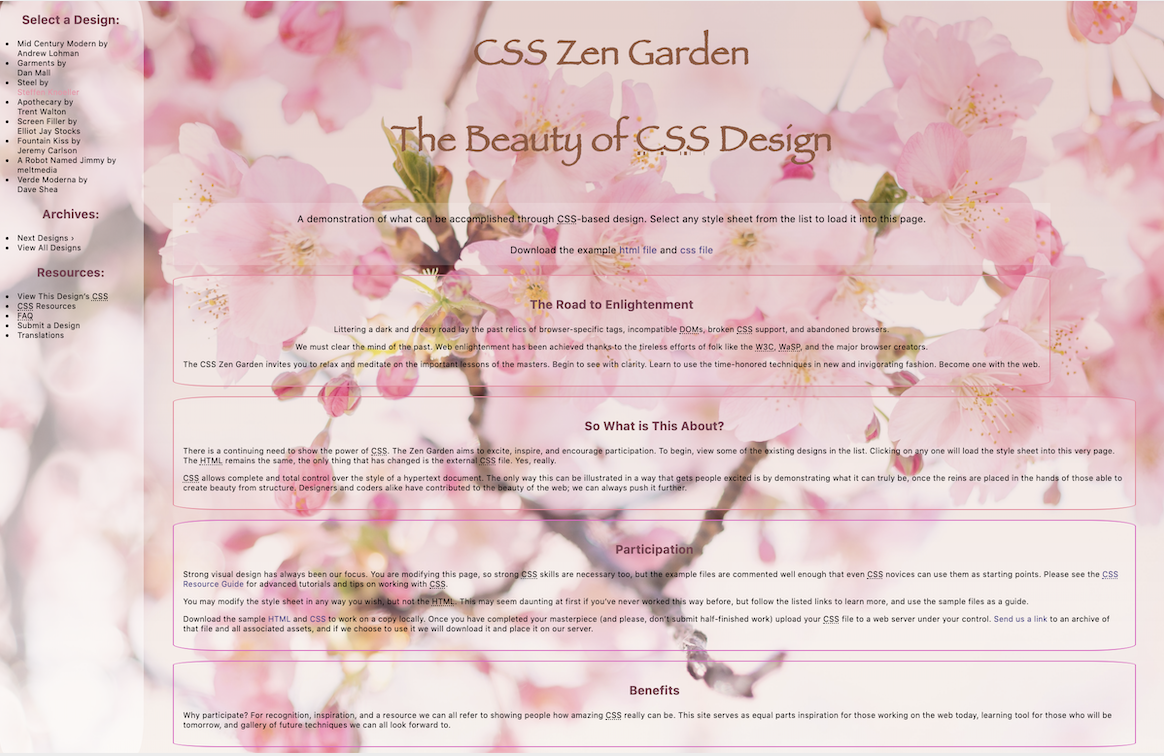 Select a Design:
Mid Century Modern by
Andrew Lohman
Garments by
Dan Mall
Steel by
Steffen Knoeller
Apothecary by
Trent Walton
Screen Filler by
Elliot Jay Stocks
Fountain Kiss by
Jeremy Carlson
A Robot Named Jimmy by
meltmedia
Verde Moderna by
Dave Shea
Archives:
Next Designs ›
View All Designs
Resources:
View This Design's CSS
CSS Resources
FAQ
Submit a Design
Translations
CSS Zen Garden
The Beauty of CSS Design
A demonstration of what can be accomplished through CSS-based design. Select any style sheet from the list to load it into this page.
Download the example html file and css file
The Road to Enlightenment
Littering a dark and dreary road lay the past relics of browser-specific tags, incompatible DOMs, broken CSS support, and abandoned browsers.
We must clear the mind of the past. Web enlightenment has been achieved thanks to the tireless efforts of folk like the W3C, WaSP, and the major browser creators.
The CSS Zen Garden invites you to relax and meditate on the important lessons of the masters. Begin to see with clarity. Learn to use the time-honored techniques in new and invigorating fashion. Become one with the web.
So What is This About?
There is a continuing need to show the power of CSS. The Zen Garden aims to excite, inspire, and encourage participation. To begin, view some of the existing designs in the list. Clicking on any one will load the style sheet into this very page.
The HTML remains the same, the only thing that has changed is the external CSS file. Yes, really.
CSS allows complete and total control over the style of a hypertext document. The only way this can be illustrated in a way that gets people excited is by demonstrating what it can truly be, once the reins are placed in the hands of those able to
create beauty from structure. Designers and coders alike have contributed to the beauty of the web; we can always push it further.
Participation
Strong visual design has always been our focus. You are modifying this page, so strong CSS skills are necessary too, but the example files are commented well enough that even CSS novices can use them as starting points. Please see the CSS
Resource Guide for advanced tutorials and tips on working with CSS.
You may modify the style sheet in any way you wish, but not the HTML. This may seem daunting at first if you've never worked this way before, but follow the listed links to learn more, and use the sample files as a guide.
Download the sample HTML and CSS to work on a copy locally. Once you have completed your masterpiece (and please, don't submit half-finished work) upload your CSS file to a web server under your control. Send us a link to an archive of
that file and all associated assets, and if we choose to use it we will download it and place it on our server.
Benefits
Why participate? For recognition, inspiration, and a resource we can all refer to showing people how amazing CSS really can be. This site serves as equal parts inspiration for those working on the web today, learning tool for those who will be
tomorrow, and gallery of future techniques we can all look forward to.